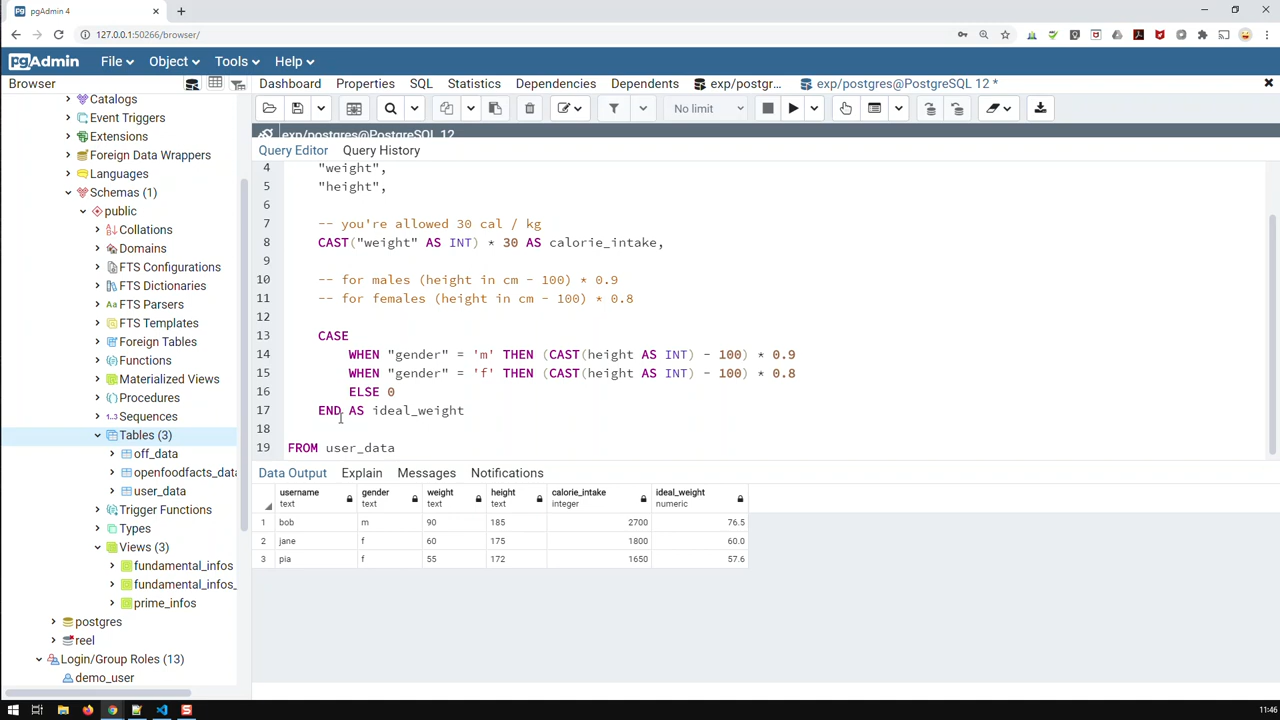 pgAdmin 4
127.0.0.1:50266/browser/
pgAdmin File Object Tools Help
Browser
Dashboard Properties SQL Statistics Dependencies Dependents exp/postgr... exp/postgres@PostgreSQL 12 *
No limit
exp/postgres@PostgreSQL 12
Query Editor Query History
Catalogs
Event Triggers
Extensions
Foreign Data Wrappers
Languages
Schemas (1)
public
Collations
Domains
FTS Configurations
FTS Dictionaries
FTS Parsers
FTS Templates
Foreign Tables
Functions
Materialized Views
Procedures
1..3 Sequences
Tables (3)
off_data
openfoodfacts_data
user_data
Trigger Functions
Types
Views (3)
fundamental_infos
fundamental_infos_
prime_infos
postgres
reel
Login/Group Roles (13)
demo_user
4 "weight",
5 "height",
6
7 -- you're allowed 30 cal / kg
8 CAST("weight" AS INT) * 30 AS calorie_intake,
9
10 -- for males (height in cm - 100) * 0.9
11 -- for females (height in cm - 100) * 0.8
12
13 CASE
14 WHEN "gender" = 'm' THEN (CAST(height AS INT) - 100) * 0.9
15 WHEN "gender" = 'f' THEN (CAST(height AS INT) - 100) * 0.8
16 ELSE 0
17 END AS ideal_weight
18
19 FROM user_data
Data Output Explain Messages Notifications
username gender weight height calorie_intake ideal_weight
text text text text integer numeric
1 bob m 90 185 2700 76.5
2 jane f 60 175 1800 60.0
3 pia f 55 172 1650 57.6
11:46